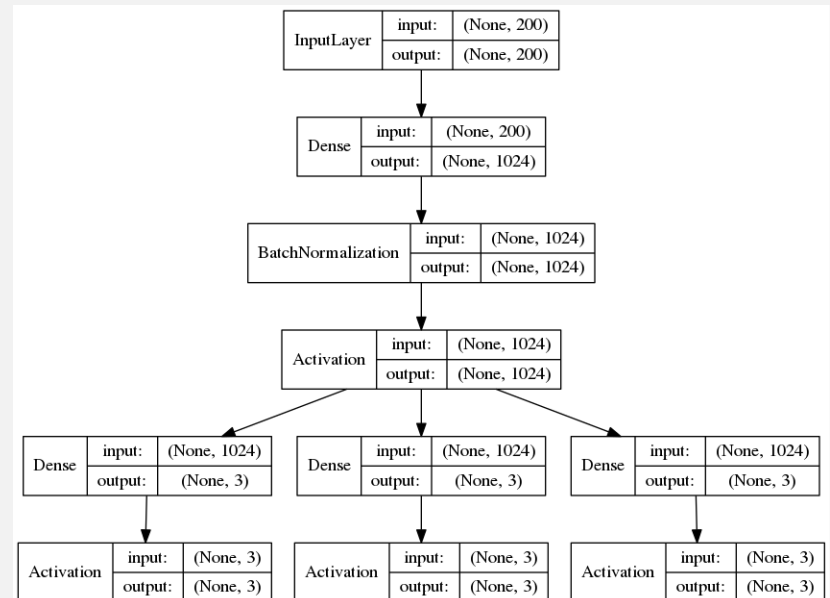 InputLayer input: (None, 200)
output: (None, 200)
Dense input: (None, 200)
output: (None, 1024)
BatchNormalization input: (None, 1024)
output: (None, 1024)
Activation input: (None, 1024)
output: (None, 1024)
Dense input: (None, 1024)
output: (None, 3)
Dense input: (None, 1024)
output: (None, 3)
Dense input: (None, 1024)
output: (None, 3)
Activation input: (None, 3)
output: (None, 3)
Activation input: (None, 3)
output: (None, 3)
Activation input: (None, 3)
output: (None, 3)